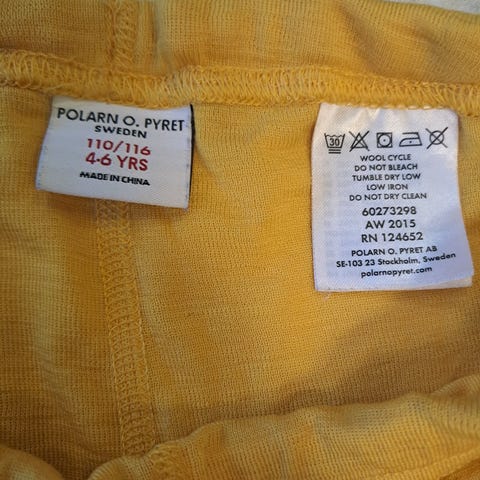 POLARN O. PYRET
SWEDEN
110/116
4-6 YRS
MADE IN CHINA
30
WOOL CYCLE
DO NOT BLEACH
TUMBLE DRY LOW
LOW IRON
DO NOT DRY CLEAN
60273298
AW 2015
RN 124652
POLARN O. PYRET AB
SE-103 23 Stockholm, Sweden
polarnopyret.com